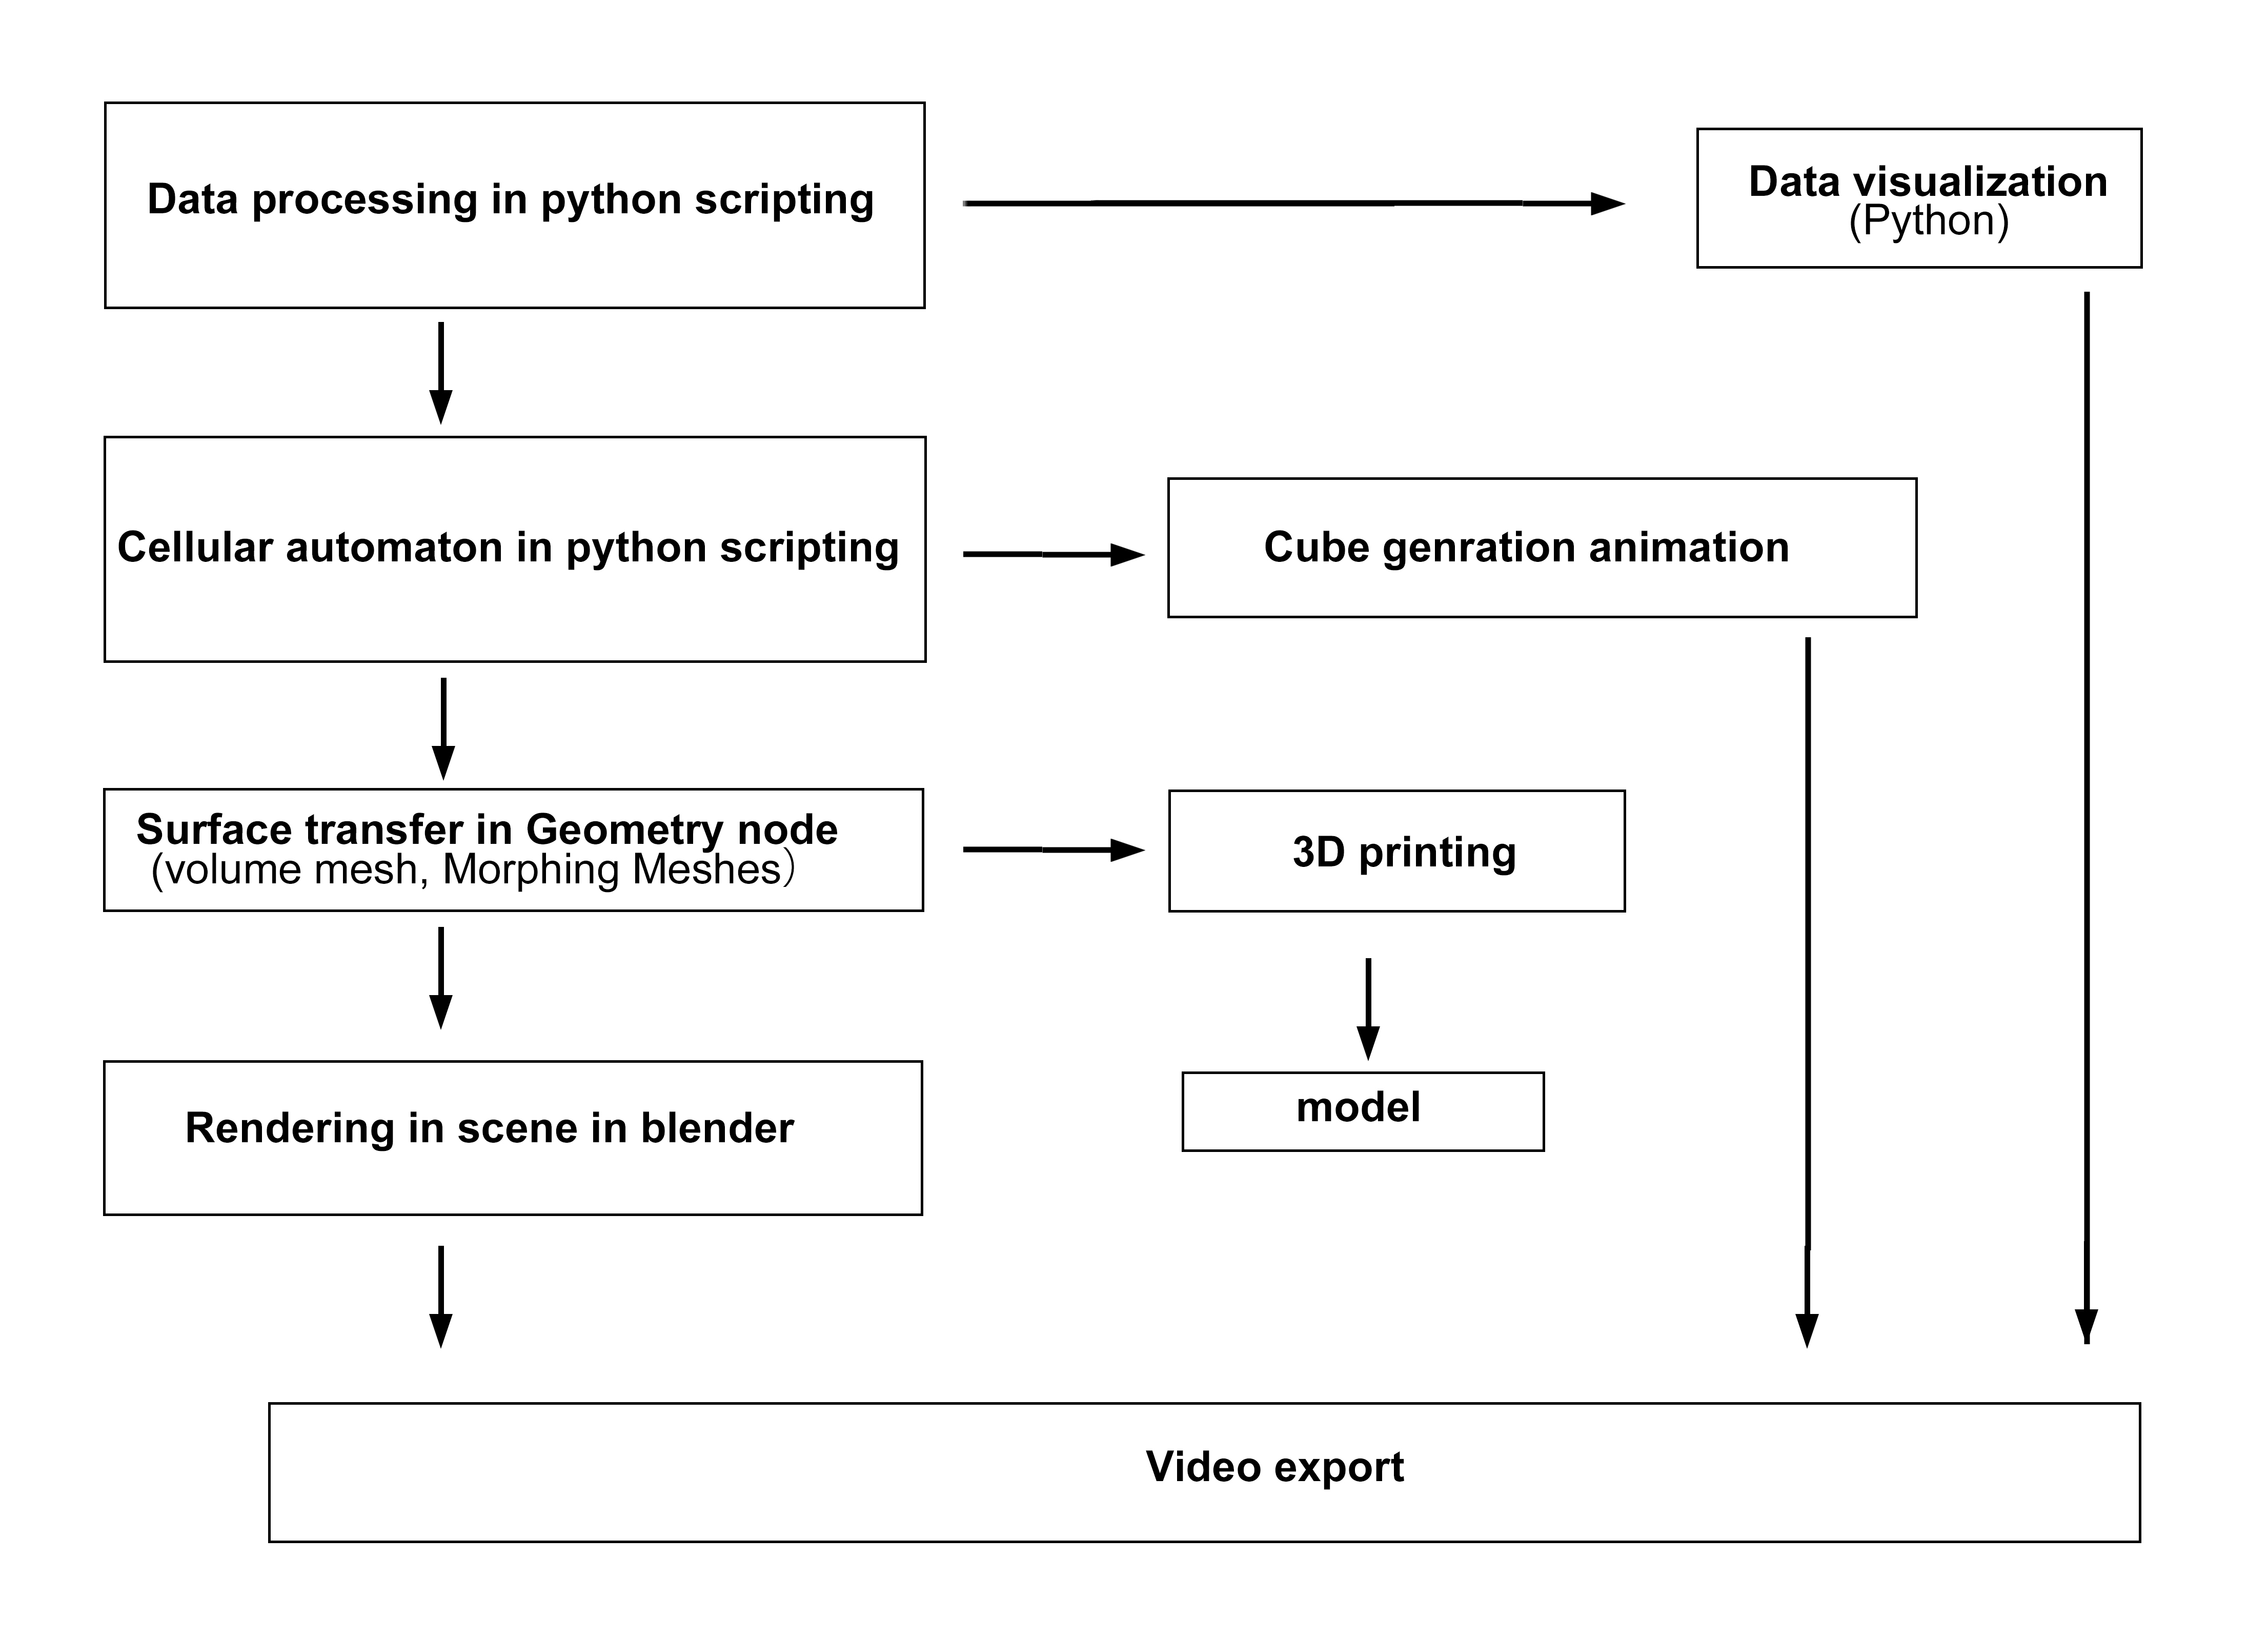 Data processing in python scripting
Data visualization
(Python)
Cellular automaton in python scripting
Cube genration animation
Surface transfer in Geometry node
(volume mesh, Morphing Meshes）
3D printing
Rendering in scene in blender
model
Video export